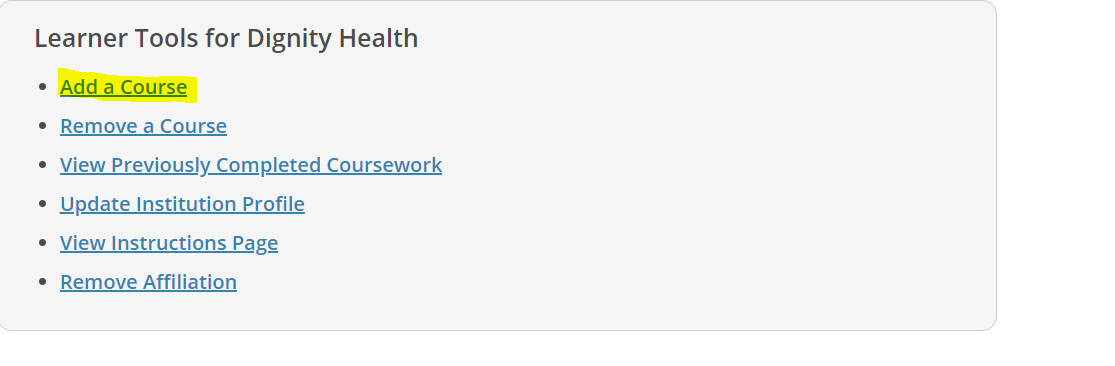 Learner Tools for Dignity Health
Add a Course
Remove a Course
View Previously Completed Coursework
Update Institution Profile
View Instructions Page
Remove Affiliation